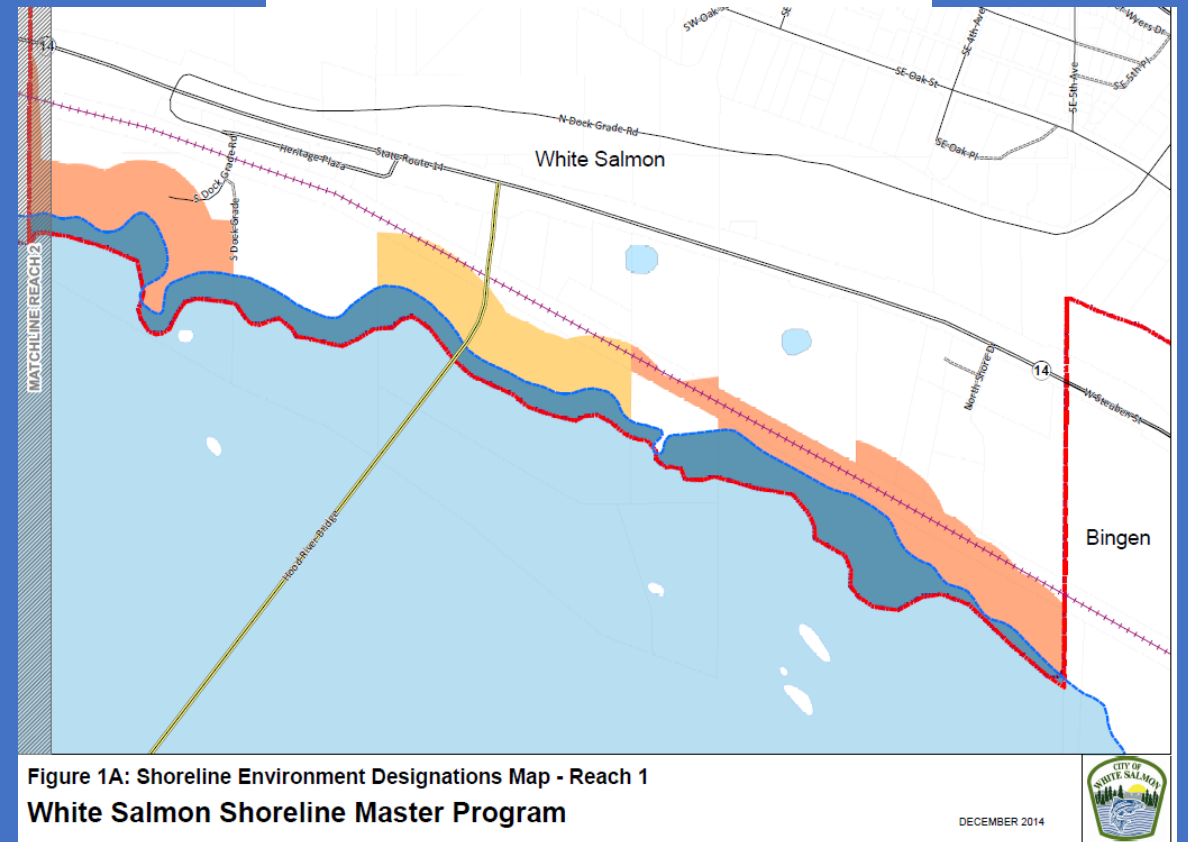 SW Oak St
SE 4th Ave
Wyers Dr
SE 5th Pl
SE 5th Ave
SE Oak St
SE Oak Pl
14
N Dock Grade Rd
White Salmon
State Route 14
Heritage Plaza
S Dock Grade Rd
S Dock Grade
MATCHLINE REACH 2
North Shore Dr
14
W Steuben St
Bingen
Hood River Bridge
Figure 1A: Shoreline Environment Designations Map - Reach 1
White Salmon Shoreline Master Program
DECEMBER 2014
CITY OF
WHITE SALMON